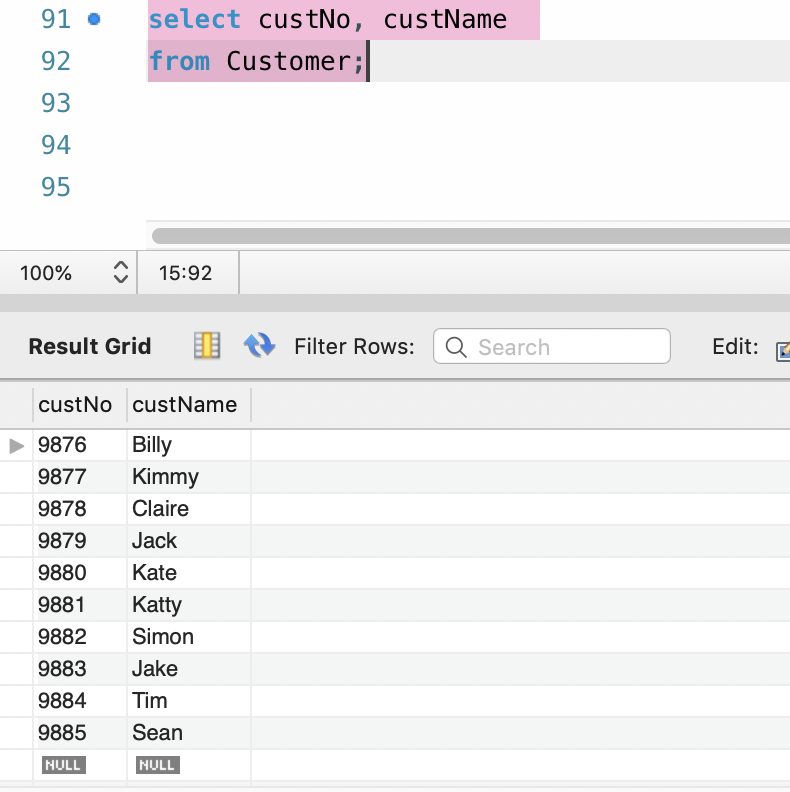 91 select custNo, custName
92 from Customer;
93
94
95
100% 15:92
Result Grid Filter Rows: Search Edit:
custNo custName
9876 Billy
9877 Kimmy
9878 Claire
9879 Jack
9880 Kate
9881 Katty
9882 Simon
9883 Jake
9884 Tim
9885 Sean
NULL NULL